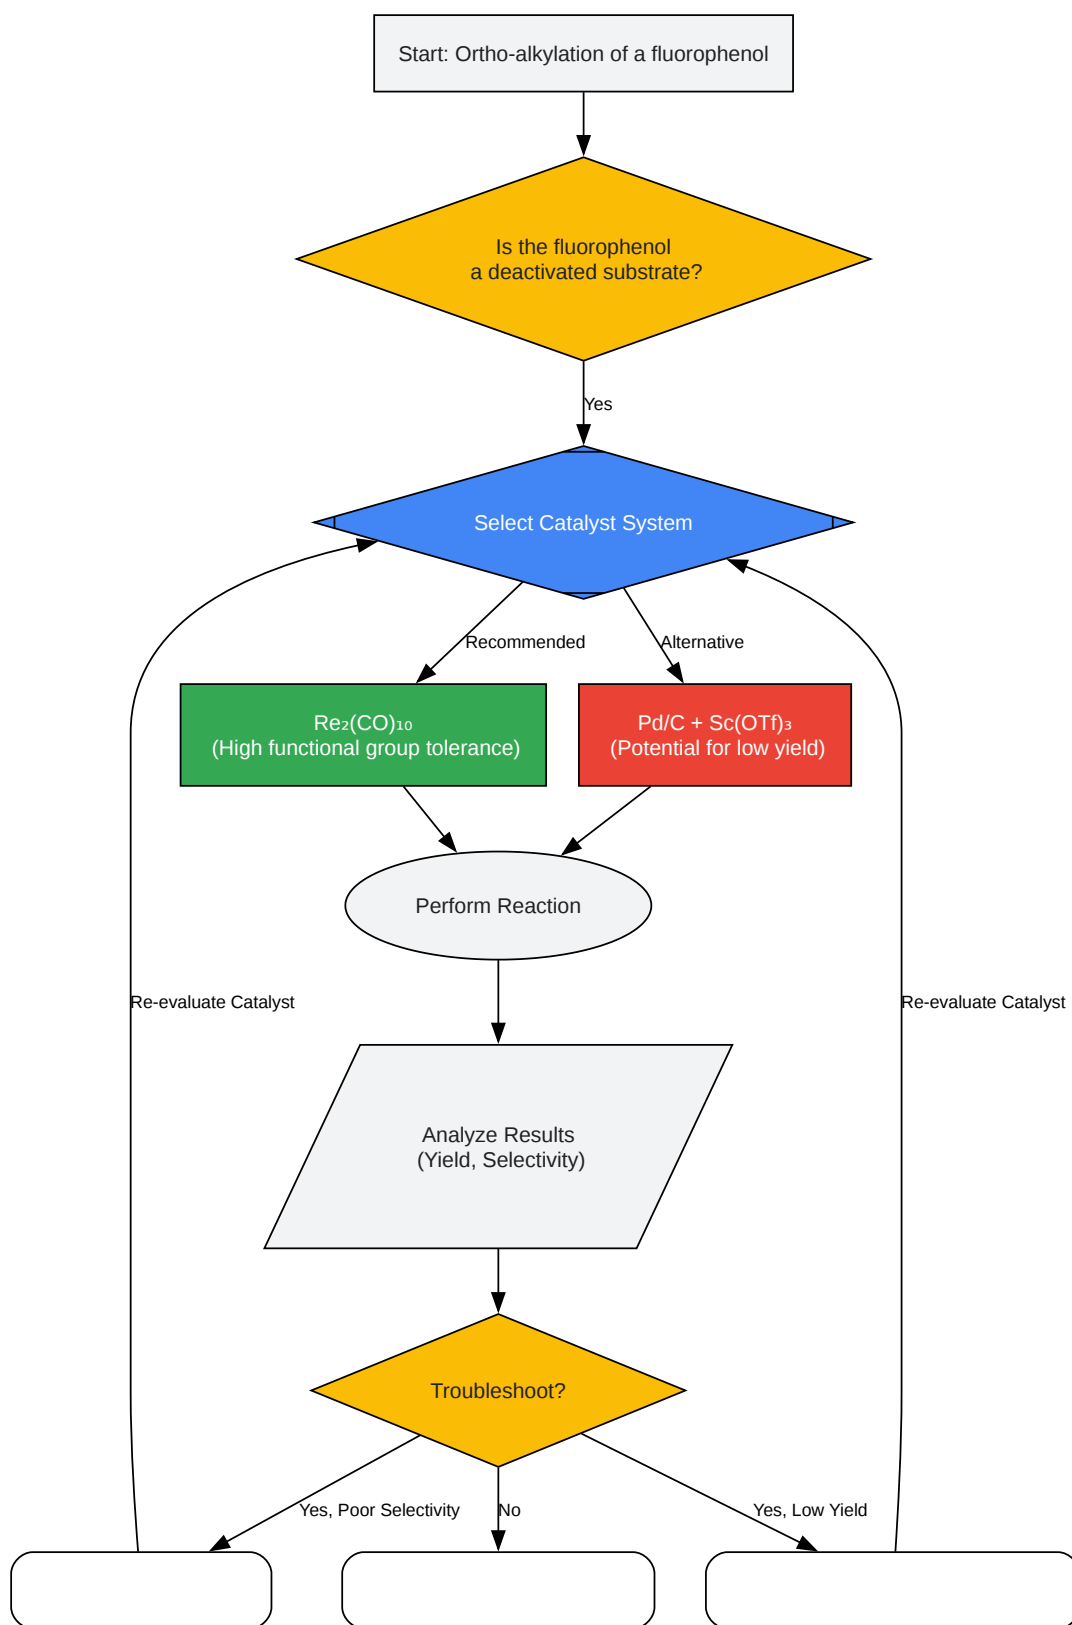 Start: Ortho-alkylation of a fluorophenol
Is the fluorophenol
a deactivated substrate?
Yes
Select Catalyst System
Recommended
Alternative
Re₂(CO)₁₀
(High functional group tolerance)
Pd/C + Sc(OTf)₃
(Potential for low yield)
Perform Reaction
Re-evaluate Catalyst
Re-evaluate Catalyst
Analyze Results
(Yield, Selectivity)
Troubleshoot?
Yes, Poor Selectivity
No
Yes, Low Yield